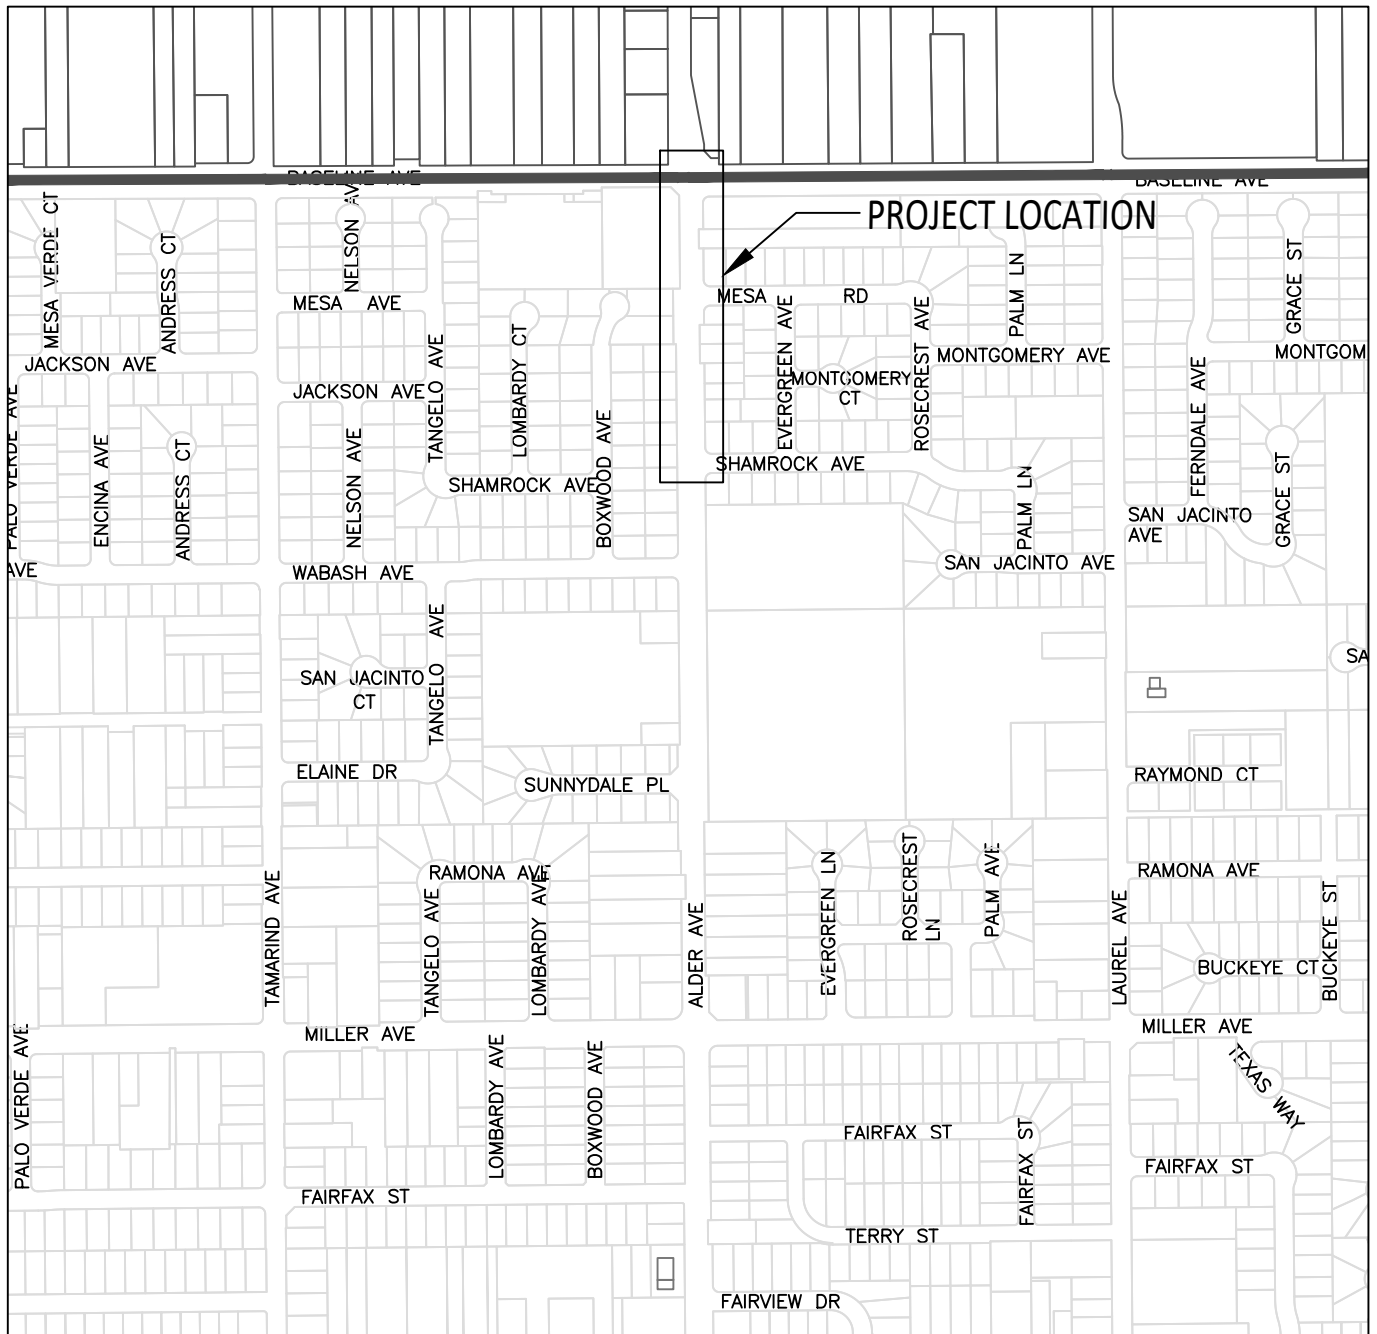 BASELINE AVE
BASELINE AVE
PROJECT LOCATION
MESA VERDE CT
ANDRESS CT
NELSON AVE
MESA AVE
MESA RD
PALM LN
GRACE ST
JACKSON AVE
JACKSON AVE
TANGELO AVE
LOMBARDY CT
EVERGREEN AVE
ROSECREST AVE
MONTGOMERY AVE
MONTGOM
MONTGOMERY
CT
PALO VERDE AVE
ENCINA AVE
ANDRESS CT
NELSON AVE
BOXWOOD AVE
SHAMROCK AVE
SHAMROCK AVE
PALM LN
FERNDALE AVE
GRACE ST
SAN JACINTO
AVE
AVE
WABASH AVE
SAN JACINTO AVE
TANGELO AVE
SAN JACINTO
CT
SA
ELAINE DR
SUNNYDALE PL
RAYMOND CT
RAMONA AVE
RAMONA AVE
TAMARIND AVE
TANGELO AVE
LOMBARDY AVE
ALDER AVE
EVERGREEN LN
ROSECREST
LN
PALM AVE
LAUREL AVE
BUCKEYE CT
BUCKEYE ST
MILLER AVE
MILLER AVE
PALO VERDE AVE
LOMBARDY AVE
BOXWOOD AVE
TEXAS WAY
FAIRFAX ST
FAIRFAX ST
FAIRFAX ST
FAIRFAX ST
TERRY ST
FAIRVIEW DR